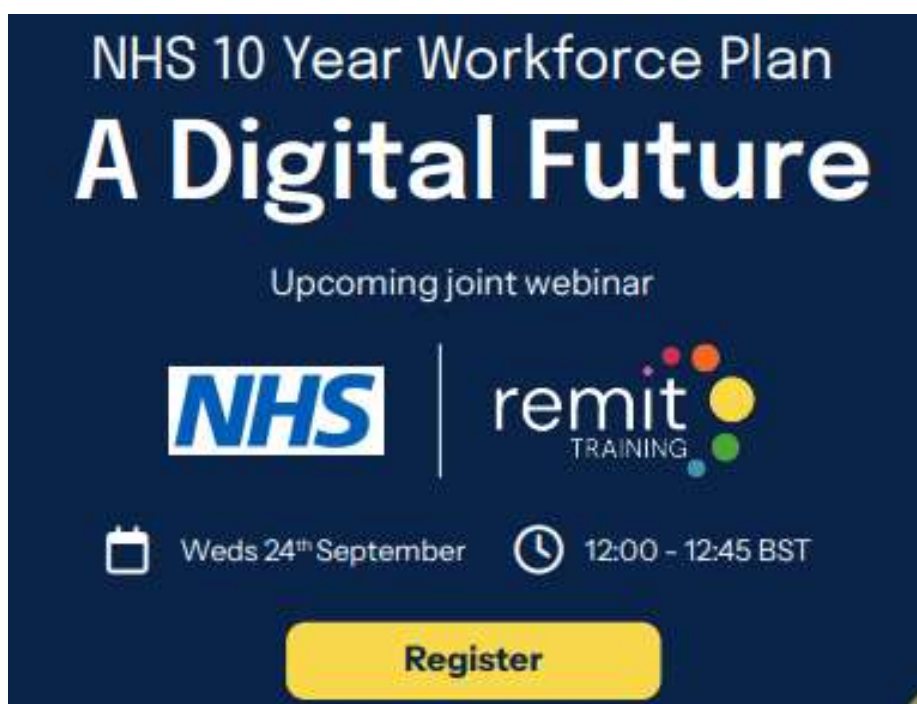 NHS 10 Year Workforce Plan
A Digital Future
Upcoming joint webinar
NHS
remit
TRAINING
Weds 24th September
12:00 - 12:45 BST
Register